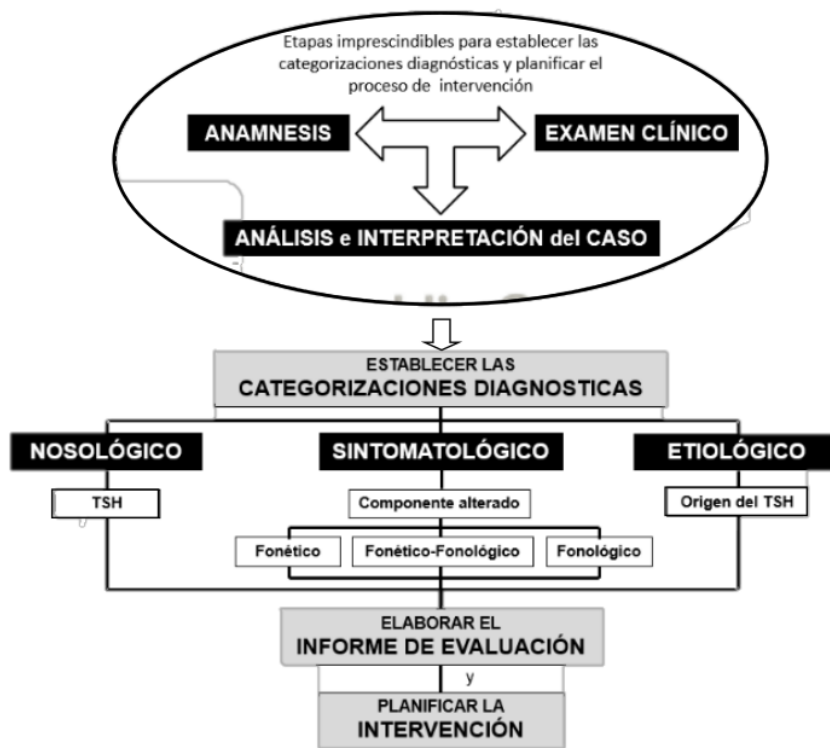 Etapas imprescindibles para establecer las
categorizaciones diagnósticas y planificar el
proceso de intervención
ANAMNESIS
EXAMEN CLÍNICO
ANÁLISIS e INTERPRETACIÓN del CASO
ESTABLECER LAS
CATEGORIZACIONES DIAGNOSTICAS
NOSOLÓGICO
SINTOMATOLÓGICO
ETIOLÓGICO
TSH
Componente alterado
Origen del TSH
Fonético
Fonético-Fonológico
Fonológico
ELABORAR EL
INFORME DE EVALUACIÓN
y
PLANIFICAR LA
INTERVENCIÓN